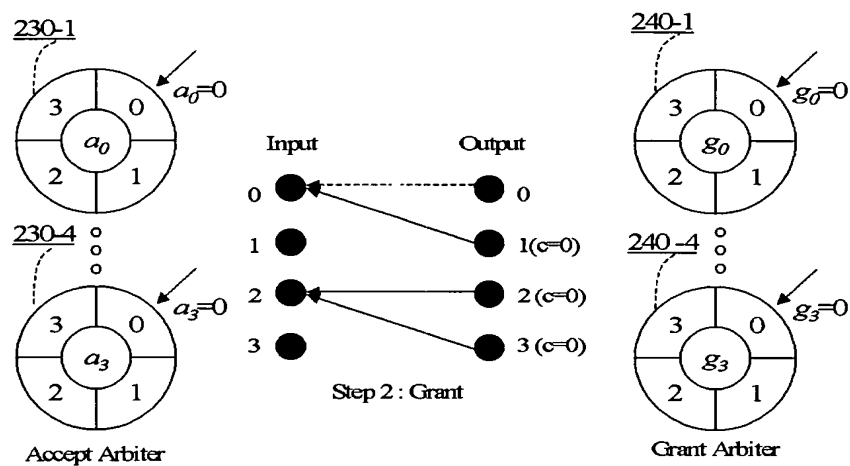 230-1
3 0
a0
2 1
a0=0
230-4
3 0
a3
2 1
a3=0
Accept Arbiter
Input
Output
0 0
1 1(c=0)
2 2 (c=0)
3 3 (c=0)
Step 2 : Grant
240-1
3 0
g0
2 1
g0=0
240-4
3 0
g3
2 1
g3=0
Grant Arbiter